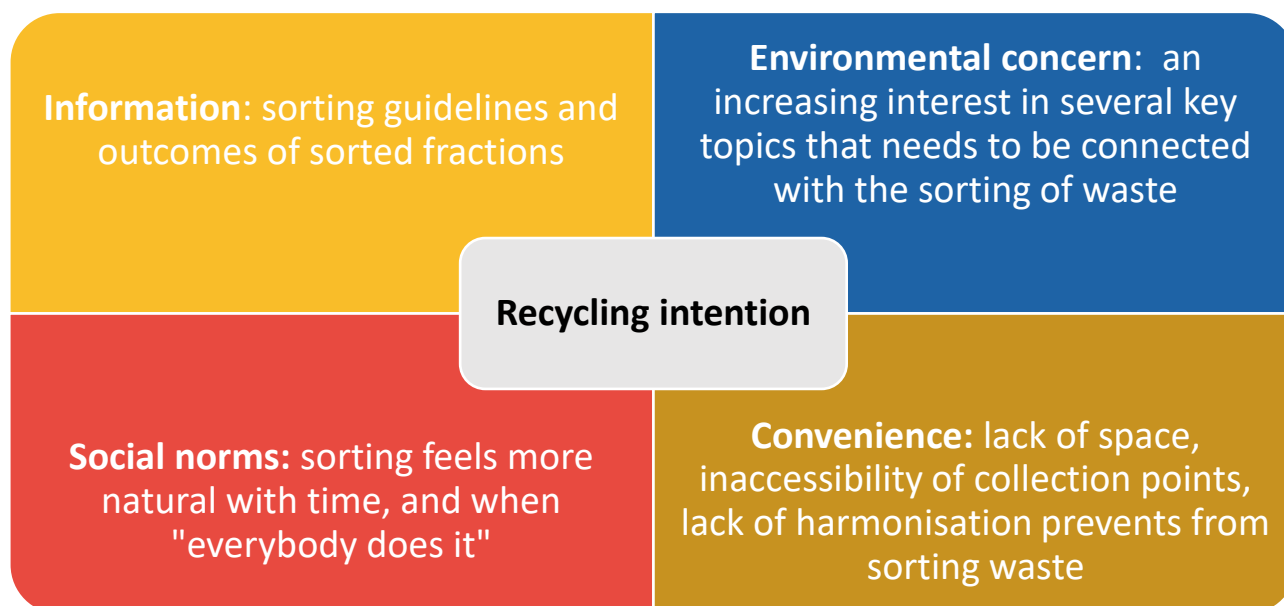 Information: sorting guidelines and
outcomes of sorted fractions
Environmental concern:  an
increasing interest in several key
topics that needs to be connected
with the sorting of waste
Recycling intention
Social norms: sorting feels more
natural with time, and when
"everybody does it"
Convenience: lack of space,
inaccessibility of collection points,
lack of harmonisation prevents from
sorting waste